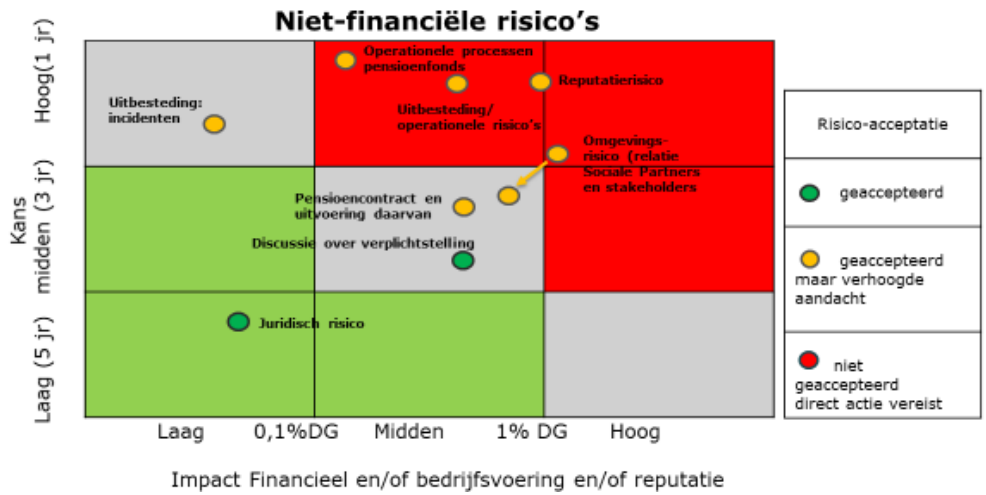 Niet-financiële risico's
Kans
Hoog(1 jr)
midden (3 jr)
Laag (5 jr)
Operationele processen
pensioenfonds
Reputatierisico
Uitbesteding:
incidenten
Uitbesteding/
operationele risico's
Omgevings-
risico (relatie
Sociale Partners
en stakeholders
Pensioencontract en
uitvoering daarvan
Discussie over verplichtstelling
Juridisch risico
Laag
0,1%DG
Midden
1% DG
Hoog
Impact Financieel en/of bedrijfsvoering en/of reputatie
Risico-acceptatie
geaccepteerd
geaccepteerd
maar verhoogde
aandacht
niet
geaccepteerd
direct actie vereist